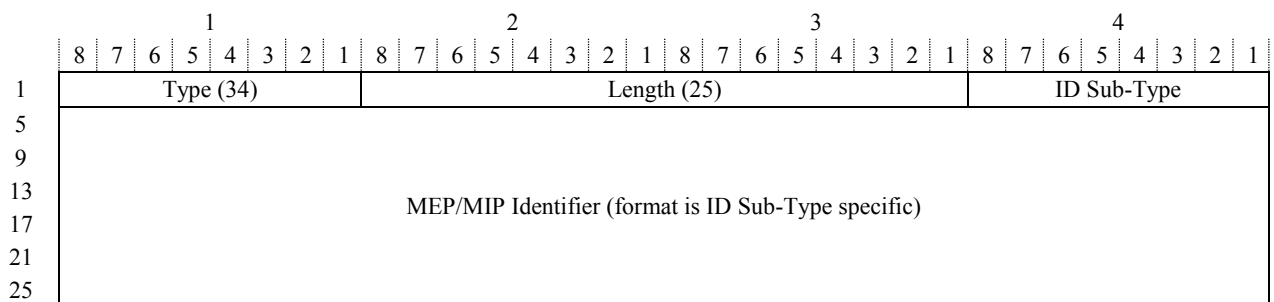 1 2 3 4
8 7 6 5 4 3 2 1 8 7 6 5 4 3 2 1 8 7 6 5 4 3 2 1 8 7 6 5 4 3 2 1
1 Type (34) Length (25) ID Sub-Type
5
9
13
MEP/MIP Identifier (format is ID Sub-Type specific)
17
21
25